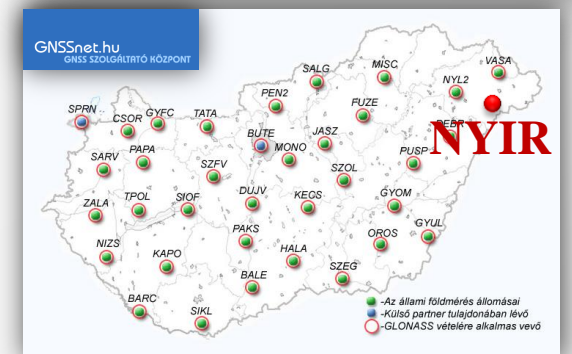 GNSSnet.hu
GNSS SZOLGÁLTATÓ KÖZPONT
VASA
MISC
SALG
NYL2
PEN2
FUZE
SPRN
CSOR
GYFC
TATA
DEBR
NYIR
BUTE
MONO
JASZ
SARV
PAPA
PUSP
SZFV
SZOL
ZALA
TPOL
SIOF
DUJV
KECS
GYOM
PAKS
GYUL
OROS
NIZS
KAPO
HALA
SZEG
BALE
BARC
SIKL
-Az állami földmérés állomásai
-Külső partner tulajdonában lévő
-GLONASS vételére alkalmas vevő